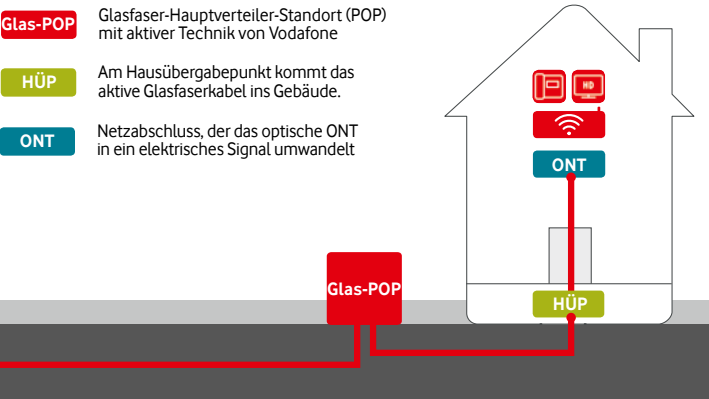 Glas-POP
Glasfaser-Hauptverteiler-Standort (POP)
mit aktiver Technik von Vodafone
HÜP
Am Hausübergabepunkt kommt das
aktive Glasfaserkabel ins Gebäude.
ONT
Netzabschluss, der das optische ONT
in ein elektrisches Signal umwandelt
HD
ONT
Glas-POP
HÜP